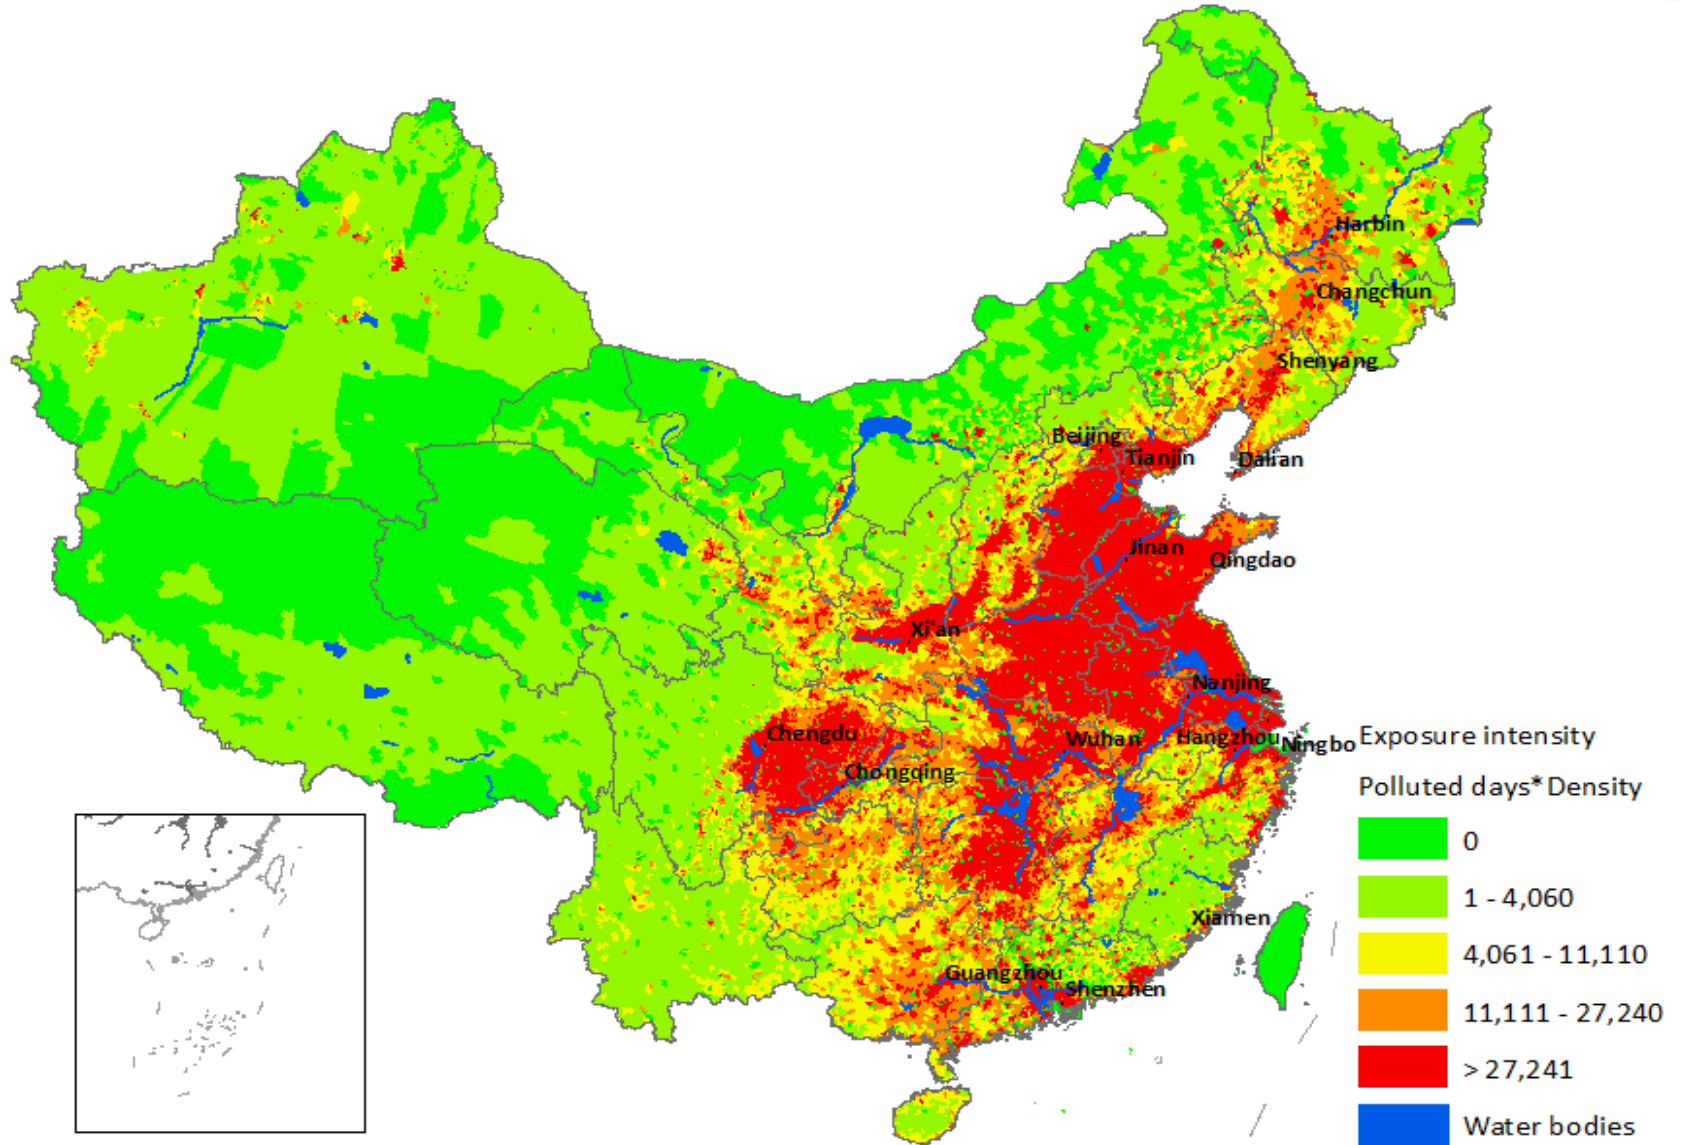 Harbin
Changchun
Shenyang
Beijing
Tianjin
Dalian
Jinan
Qingdao
Xi'an
Nanjing
Chengdu
Wuhan
Hangzhou
Ningbo
Chongqing
Xiamen
Guangzhou
Shenzhen
Exposure intensity
Polluted days*Density
0
1 - 4,060
4,061 - 11,110
11,111 - 27,240
> 27,241
Water bodies